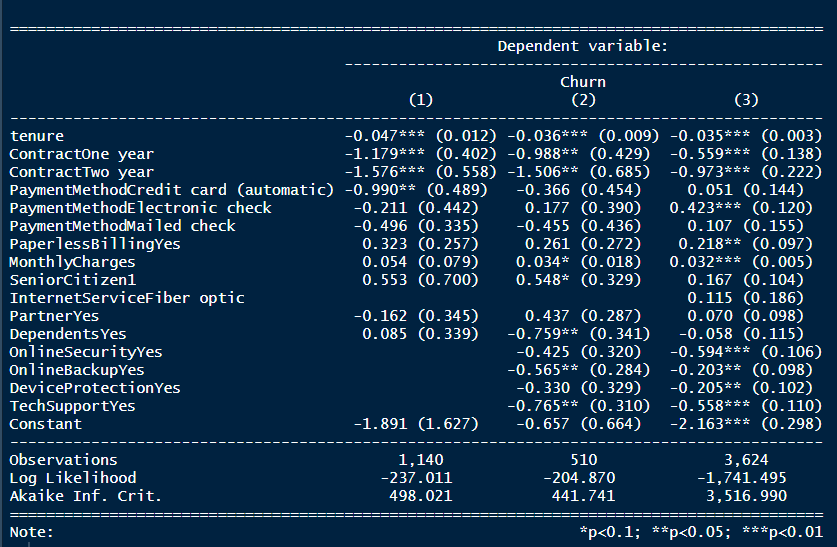 Dependent variable:
Churn
(1) (2) (3)
tenure -0.047*** (0.012) -0.036*** (0.009) -0.035*** (0.003)
ContractOne year -1.179*** (0.402) -0.988** (0.429) -0.559*** (0.138)
ContractTwo year -1.576*** (0.558) -1.506** (0.685) -0.973*** (0.222)
PaymentMethodCredit card (automatic) -0.990** (0.489) -0.366 (0.454) 0.051 (0.144)
PaymentMethodElectronic check -0.211 (0.442) 0.177 (0.390) 0.423*** (0.120)
PaymentMethodMailed check -0.496 (0.335) -0.455 (0.436) 0.107 (0.155)
PaperlessBillingYes 0.323 (0.257) 0.261 (0.272) 0.218** (0.097)
MonthlyCharges 0.054 (0.079) 0.034* (0.018) 0.032*** (0.005)
SeniorCitizen1 0.553 (0.700) 0.548* (0.329) 0.167 (0.104)
InternetServiceFiber optic 0.115 (0.186)
PartnerYes -0.162 (0.345) 0.437 (0.287) 0.070 (0.098)
DependentsYes 0.085 (0.339) -0.759** (0.341) -0.058 (0.115)
OnlineSecurityYes -0.425 (0.320) -0.594*** (0.106)
OnlineBackupYes -0.565** (0.284) -0.203** (0.098)
DeviceProtectionYes -0.330 (0.329) -0.205** (0.102)
TechSupportYes -0.765** (0.310) -0.558*** (0.110)
Constant -1.891 (1.627) -0.657 (0.664) -2.163*** (0.298)
Observations 1,140 510 3,624
Log Likelihood -237.011 -204.870 -1,741.495
Akaike Inf. Crit. 498.021 441.741 3,516.990
Note: *p<0.1; **p<0.05; ***p<0.01